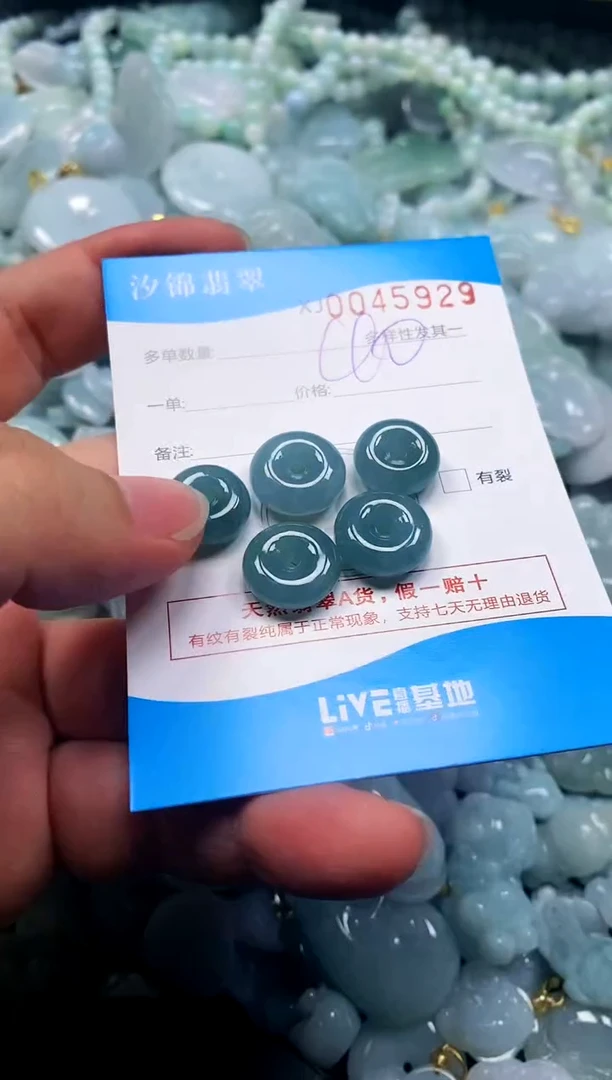 汐锦翡翠
XJ0045929
多单数量:
多样性发其一
一单: 价格:
备注:
有裂
天然翡翠A货，假一赔十
有纹有裂纯属于正常现象，支持七天无理由退货
LiVE 基地